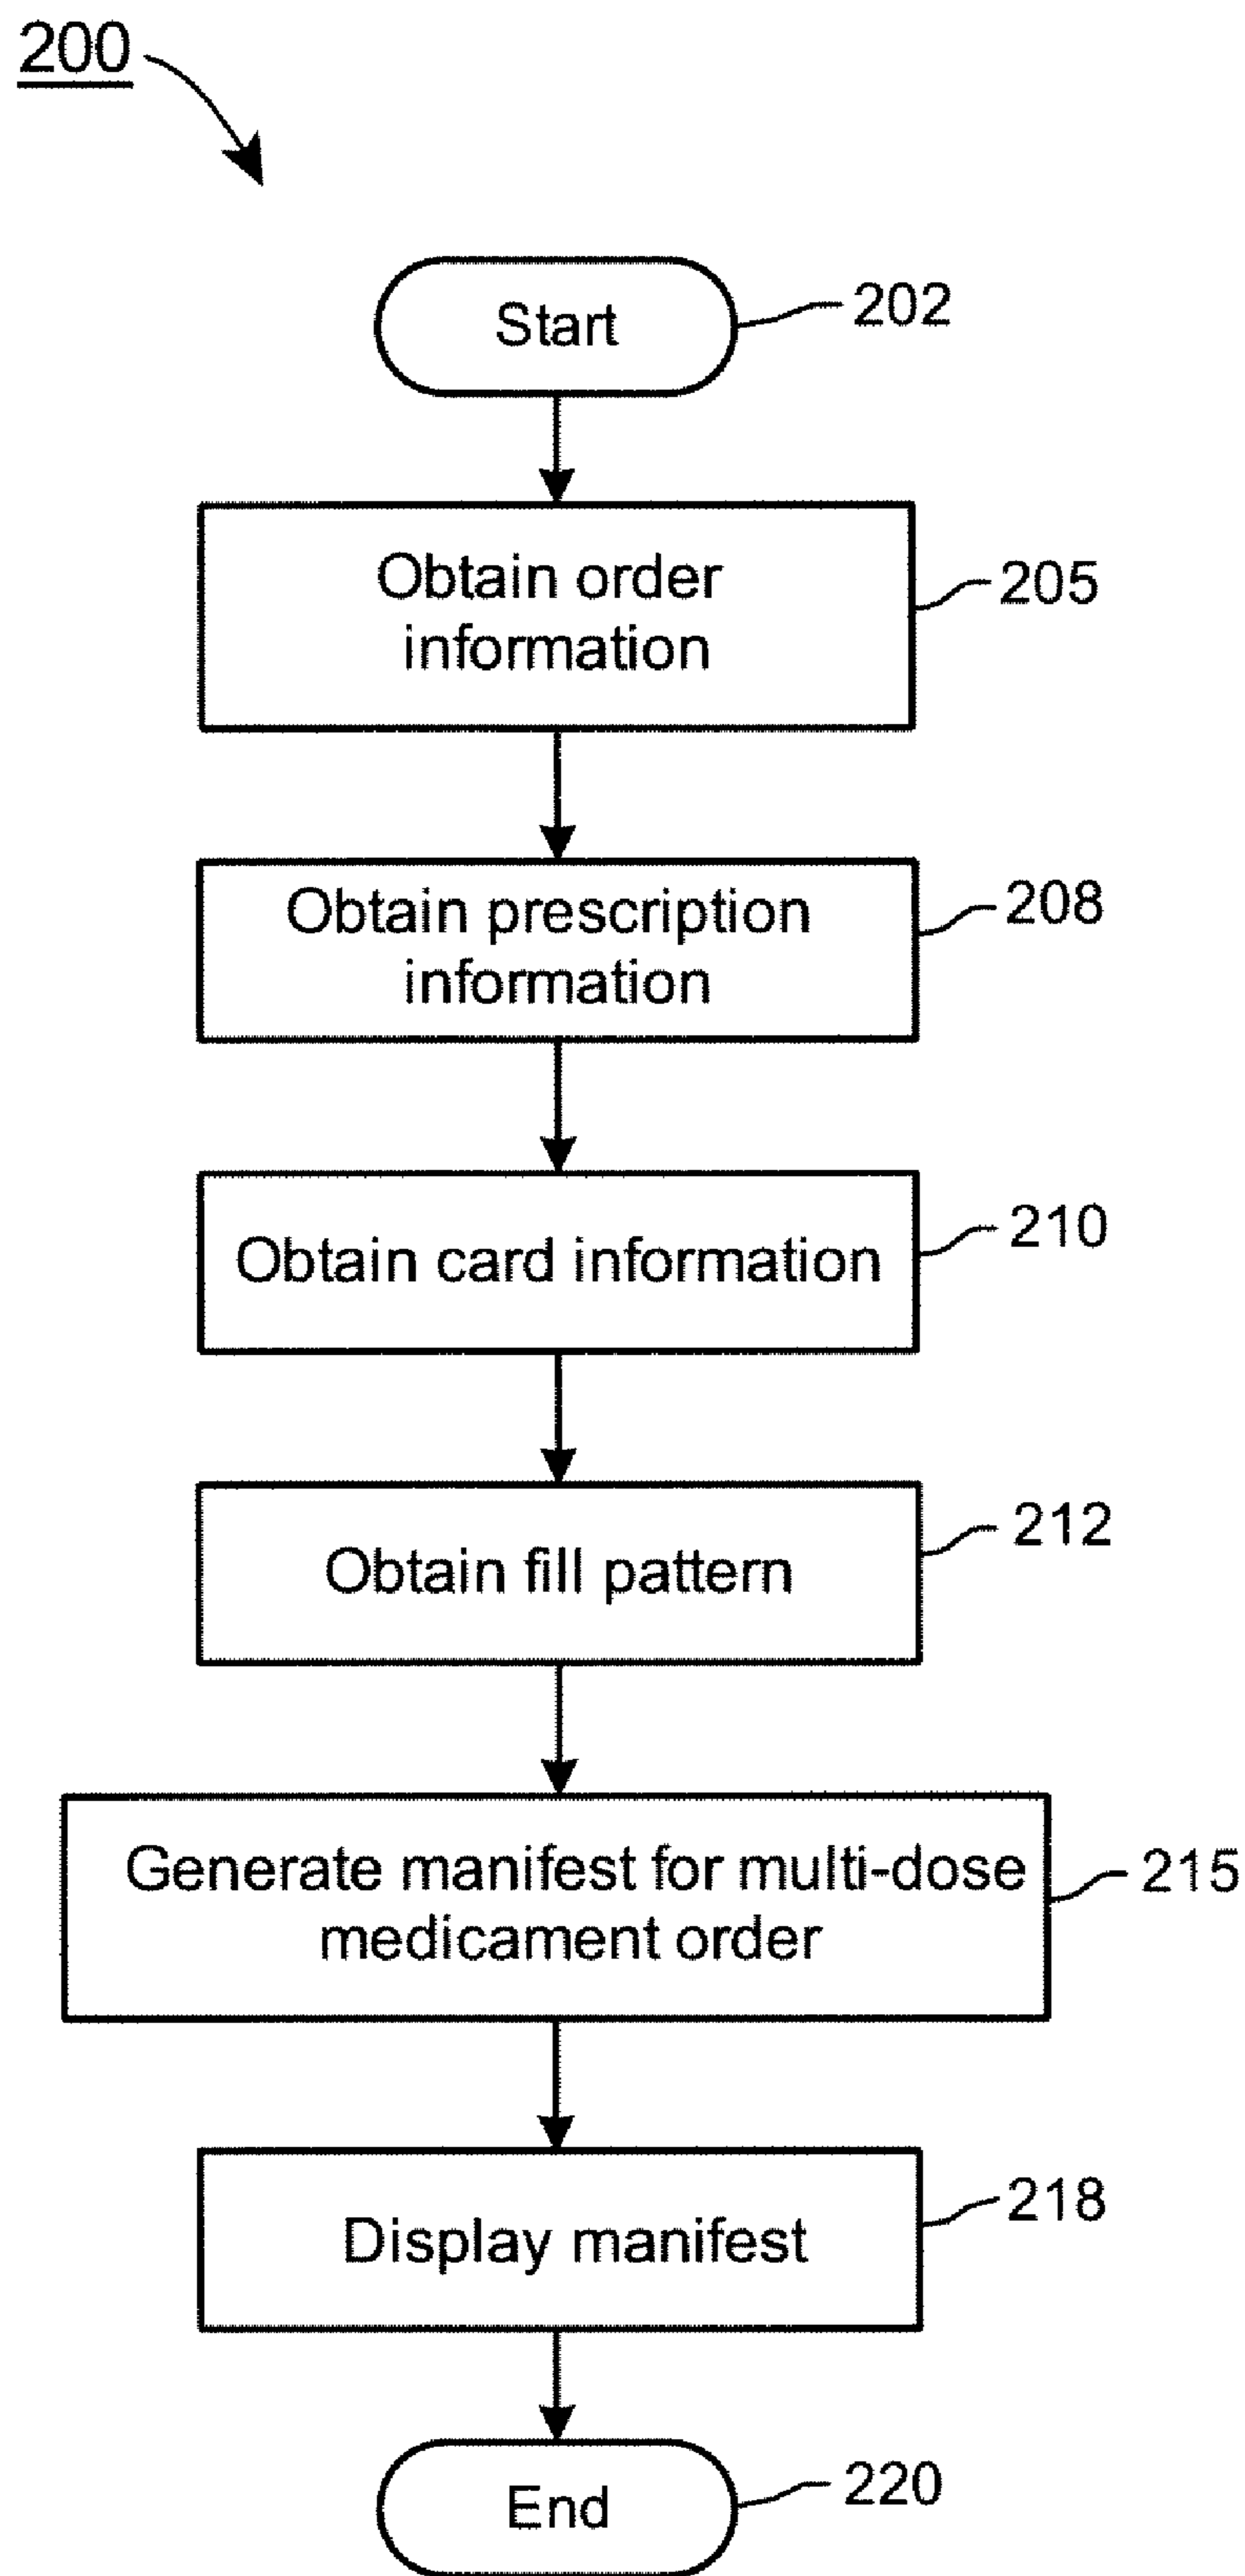 200
Start
202
Obtain order
information
205
Obtain prescription
information
208
Obtain card information
210
Obtain fill pattern
212
Generate manifest for multi-dose
medicament order
215
Display manifest
218
End
220